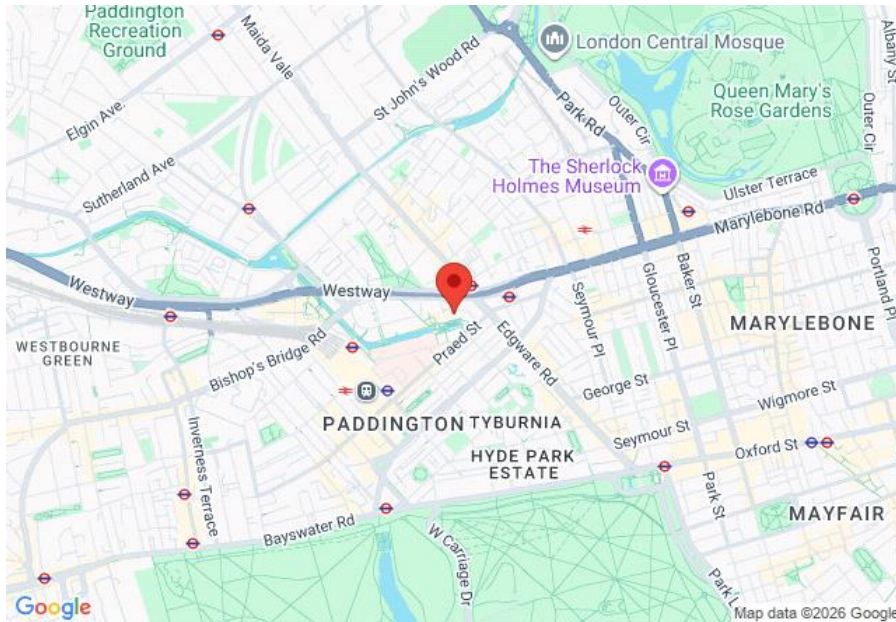 Paddington
Recreation
Ground
Maida Vale
St John's Wood Rd
London Central Mosque
Albany St
Elgin Ave.
Park Rd
Outer Cir
Queen Mary's
Rose Gardens
Outer Cir
The Sherlock
Holmes Museum
Ulster Terrace
Sutherland Ave
Marylebone Rd
Westway
Westway
Baker St
Gloucester Pl
Seymour Pl
Portland Pl
MARYLEBONE
WESTBOURNE
GREEN
Bishop's Bridge Rd
Praed St
Edgware Rd
George St
Wigmore St
PADDINGTON
TYBURNIA
Seymour St
Oxford St
HYDE PARK
ESTATE
Inverness Terrace
Park St
MAYFAIR
Bayswater Rd
W Carriage Dr
Park L
Google
Map data ©2026 Google